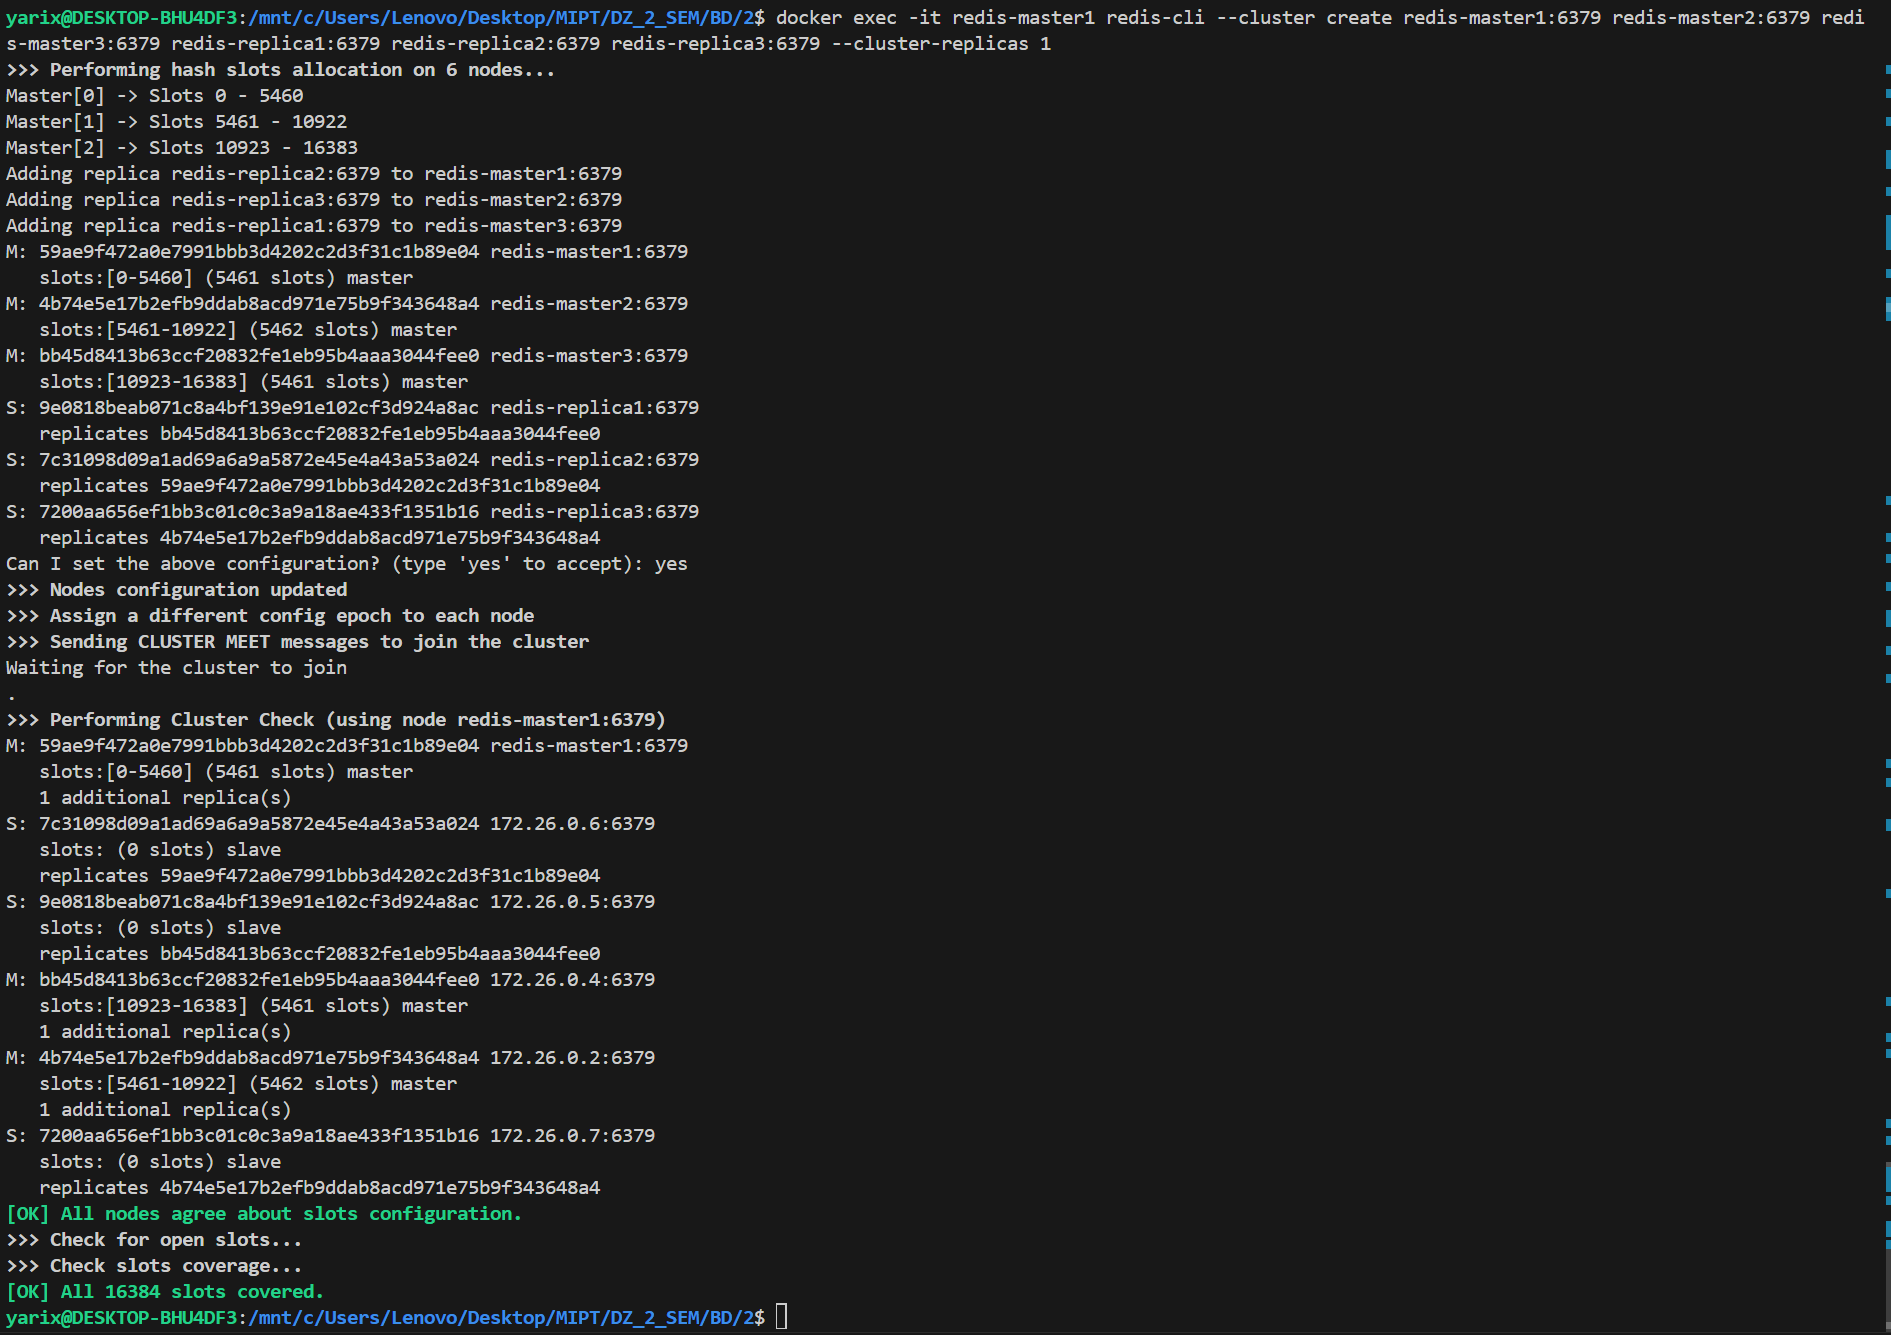 yarix@DESKTOP-BHU4DF3:/mnt/c/Users/Lenovo/Desktop/MIPT/DZ_2_SEM/BD/2$ docker exec -it redis-master1 redis-cli --cluster create redis-master1:6379 redis-master2:6379 redi
s-master3:6379 redis-replica1:6379 redis-replica2:6379 redis-replica3:6379 --cluster-replicas 1
>>> Performing hash slots allocation on 6 nodes...
Master[0] -> Slots 0 - 5460
Master[1] -> Slots 5461 - 10922
Master[2] -> Slots 10923 - 16383
Adding replica redis-replica2:6379 to redis-master1:6379
Adding replica redis-replica3:6379 to redis-master2:6379
Adding replica redis-replica1:6379 to redis-master3:6379
M: 59ae9f472a0e7991bbb3d4202c2d3f31c1b89e04 redis-master1:6379
   slots:[0-5460] (5461 slots) master
M: 4b74e5e17b2efb9ddab8acd971e75b9f343648a4 redis-master2:6379
   slots:[5461-10922] (5462 slots) master
M: bb45d8413b63ccf20832fe1eb95b4aaa3044fee0 redis-master3:6379
   slots:[10923-16383] (5461 slots) master
S: 9e0818beab071c8a4bf139e91e102cf3d924a8ac redis-replica1:6379
   replicates bb45d8413b63ccf20832fe1eb95b4aaa3044fee0
S: 7c31098d09a1ad69a6a9a5872e45e4a43a53a024 redis-replica2:6379
   replicates 59ae9f472a0e7991bbb3d4202c2d3f31c1b89e04
S: 7200aa656ef1bb3c01c0c3a9a18ae433f1351b16 redis-replica3:6379
   replicates 4b74e5e17b2efb9ddab8acd971e75b9f343648a4
Can I set the above configuration? (type 'yes' to accept): yes
>>> Nodes configuration updated
>>> Assign a different config epoch to each node
>>> Sending CLUSTER MEET messages to join the cluster
Waiting for the cluster to join
.
>>> Performing Cluster Check (using node redis-master1:6379)
M: 59ae9f472a0e7991bbb3d4202c2d3f31c1b89e04 redis-master1:6379
   slots:[0-5460] (5461 slots) master
   1 additional replica(s)
S: 7c31098d09a1ad69a6a9a5872e45e4a43a53a024 172.26.0.6:6379
   slots: (0 slots) slave
   replicates 59ae9f472a0e7991bbb3d4202c2d3f31c1b89e04
S: 9e0818beab071c8a4bf139e91e102cf3d924a8ac 172.26.0.5:6379
   slots: (0 slots) slave
   replicates bb45d8413b63ccf20832fe1eb95b4aaa3044fee0
M: bb45d8413b63ccf20832fe1eb95b4aaa3044fee0 172.26.0.4:6379
   slots:[10923-16383] (5461 slots) master
   1 additional replica(s)
M: 4b74e5e17b2efb9ddab8acd971e75b9f343648a4 172.26.0.2:6379
   slots:[5461-10922] (5462 slots) master
   1 additional replica(s)
S: 7200aa656ef1bb3c01c0c3a9a18ae433f1351b16 172.26.0.7:6379
   slots: (0 slots) slave
   replicates 4b74e5e17b2efb9ddab8acd971e75b9f343648a4
[OK] All nodes agree about slots configuration.
>>> Check for open slots...
>>> Check slots coverage...
[OK] All 16384 slots covered.
yarix@DESKTOP-BHU4DF3:/mnt/c/Users/Lenovo/Desktop/MIPT/DZ_2_SEM/BD/2$